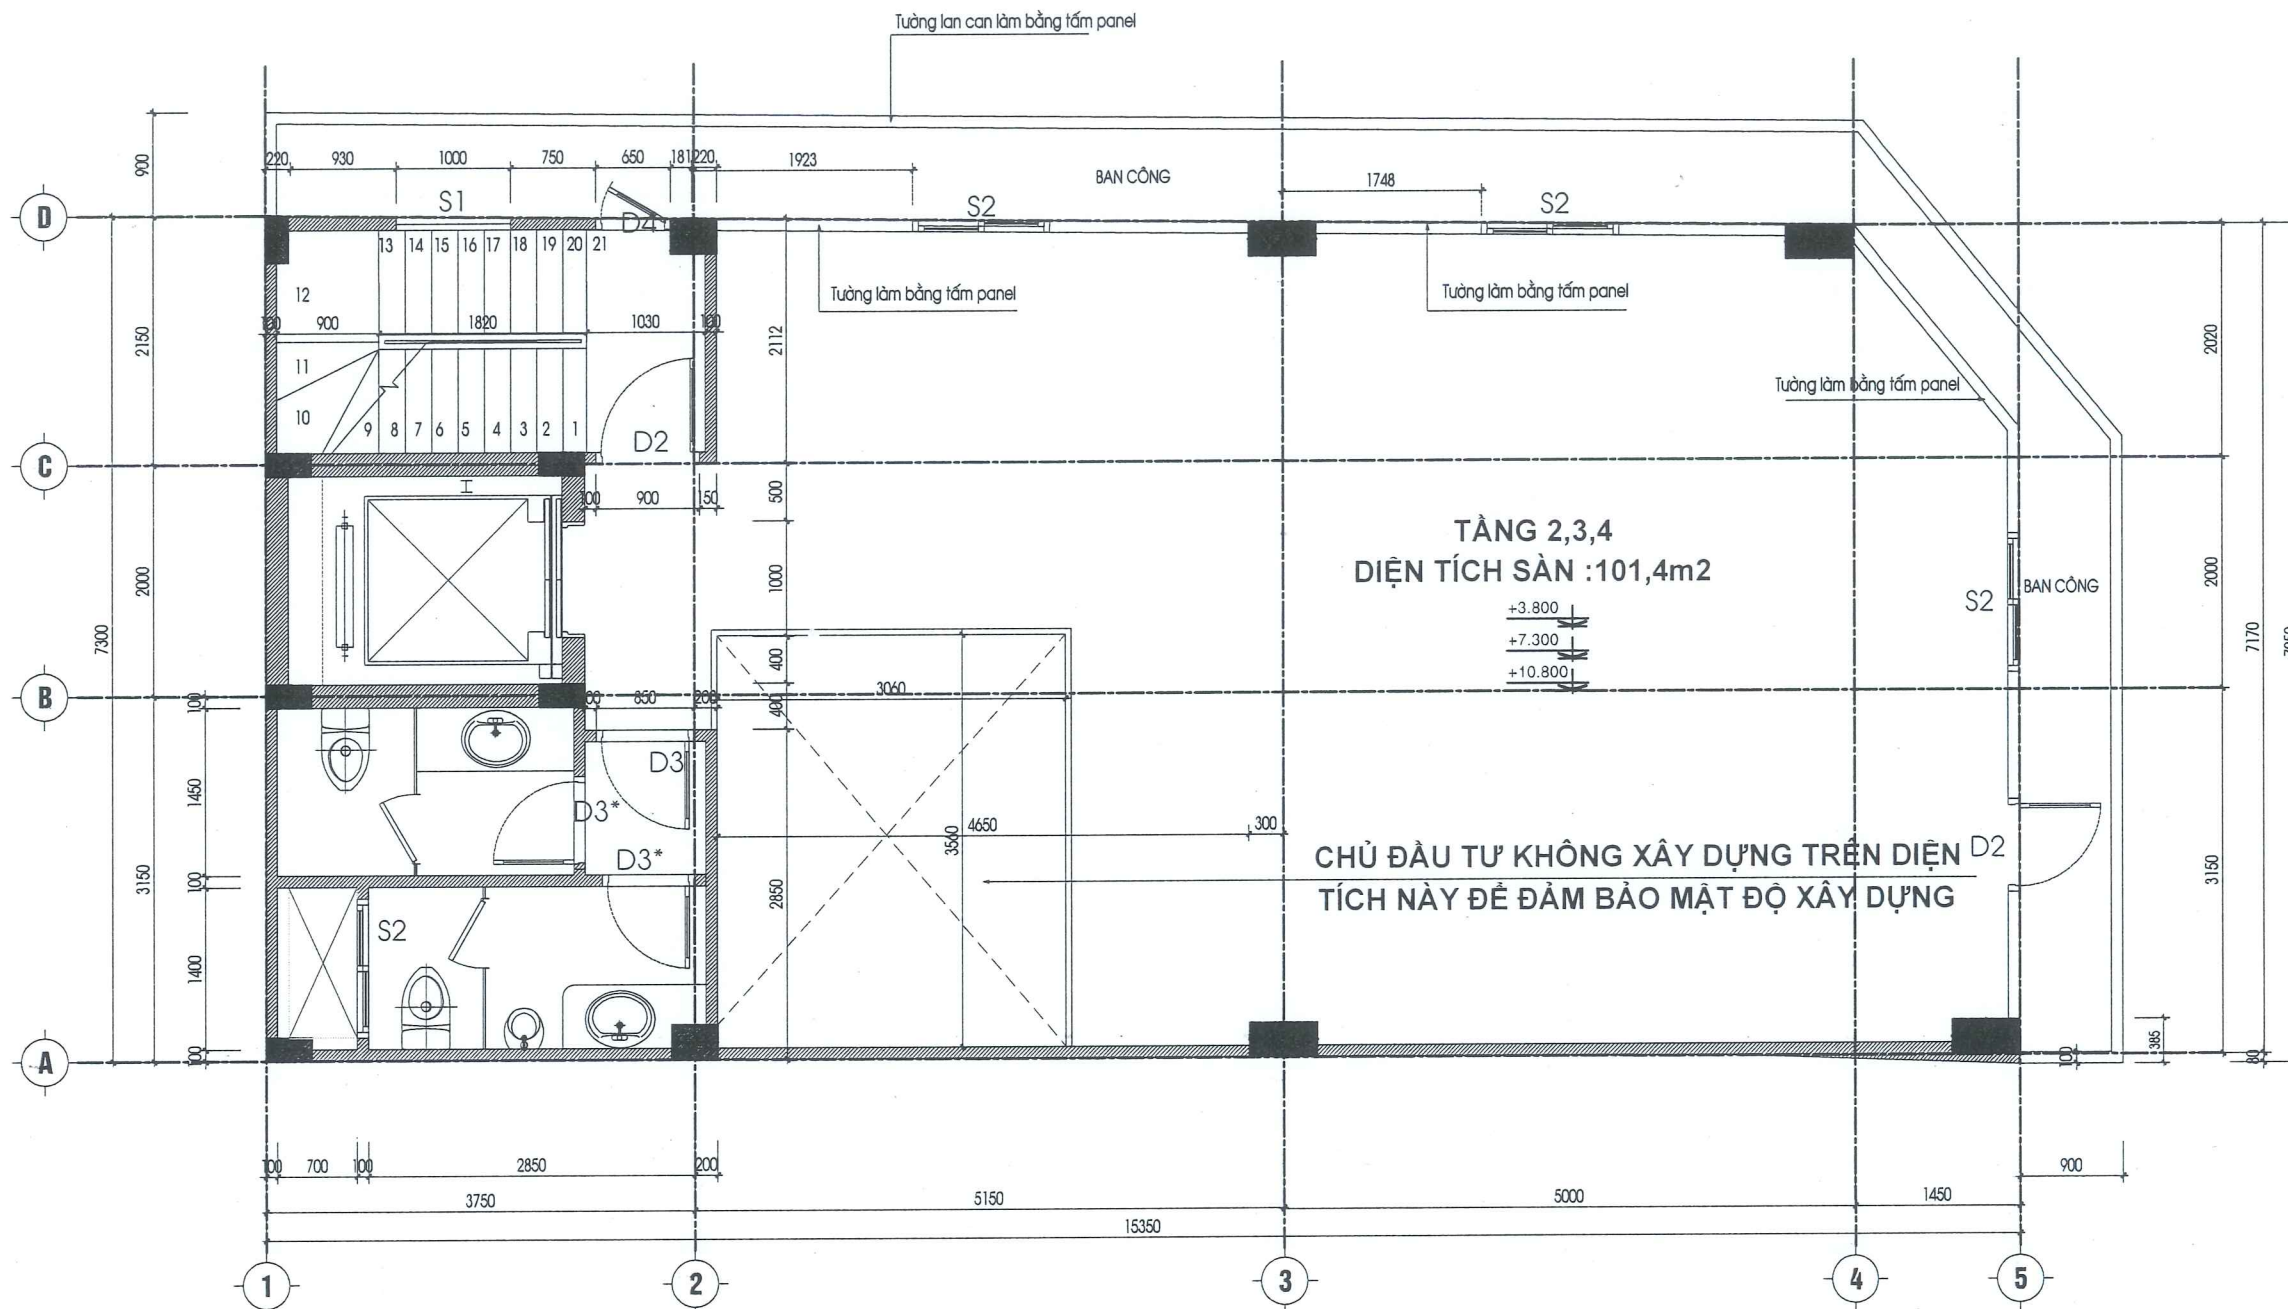 Tường lan can làm bằng tấm panel
900
220 930 1000 750 650 181 220 1923
BAN CÔNG
1748
D
S1
D4
S2
S2
13 14 15 16 17 18 19 20 21
12
Tường làm bằng tấm panel
Tường làm bằng tấm panel
100 900 1820 1030 100
2150
2112
2020
11
Tường làm bằng tấm panel
10
9 8 7 6 5 4 3 2 1
D2
C
100 900 150
500
TẦNG 2,3,4
DIỆN TÍCH SÀN :101,4m2
2000
1000
2000
S2
BAN CÔNG
+3.800
+7.300
+10.800
7300
7170
400
3060
B
100
850 200
400
D3
1450
D3*
4650
300
3560
D3*
CHỦ ĐẦU TƯ KHÔNG XÂY DỰNG TRÊN DIỆN
D2
TÍCH NÀY ĐỂ ĐẢM BẢO MẬT ĐỘ XÂY DỰNG
3150
100
2850
3150
S2
1400
385
A
100
100
80
100 700 100 2850 200
900
3750 5150 5000 1450
15350
1 2 3 4 5